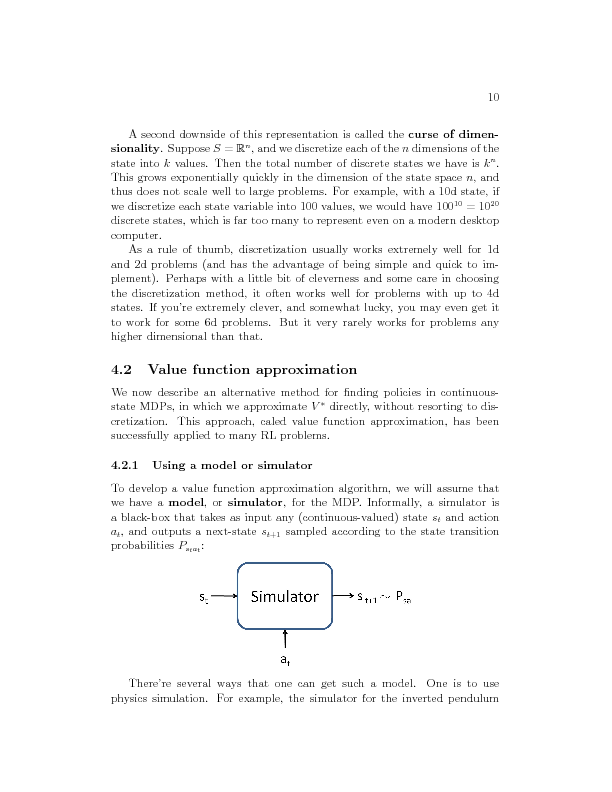 10
A second downside of this representation is called the curse of dimen-
sionality. Suppose S = ℝⁿ, and we discretize each of the n dimensions of the
state into k values. Then the total number of discrete states we have is kⁿ.
This grows exponentially quickly in the dimension of the state space n, and
thus does not scale well to large problems. For example, with a 10d state, if
we discretize each state variable into 100 values, we would have 100¹⁰ = 10²⁰
discrete states, which is far too many to represent even on a modern desktop
computer.
As a rule of thumb, discretization usually works extremely well for 1d
and 2d problems (and has the advantage of being simple and quick to im-
plement). Perhaps with a little bit of cleverness and some care in choosing
the discretization method, it often works well for problems with up to 4d
states. If you're extremely clever, and somewhat lucky, you may even get it
to work for some 6d problems. But it very rarely works for problems any
higher dimensional than that.
4.2 Value function approximation
We now describe an alternative method for finding policies in continuous-
state MDPs, in which we approximate V* directly, without resorting to dis-
cretization. This approach, caled value function approximation, has been
successfully applied to many RL problems.
4.2.1 Using a model or simulator
To develop a value function approximation algorithm, we will assume that
we have a model, or simulator, for the MDP. Informally, a simulator is
a black-box that takes as input any (continuous-valued) state s_t and action
a_t, and outputs a next-state s_{t+1} sampled according to the state transition
probabilities P_{s_t a_t}:
s_t Simulator s_{t+1} ~ P_{sa}
a_t
There're several ways that one can get such a model. One is to use
physics simulation. For example, the simulator for the inverted pendulum